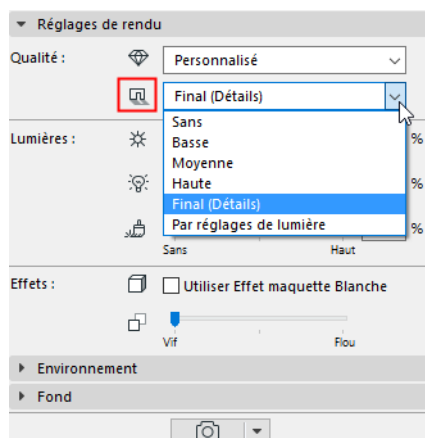 Réglages de rendu
Qualité :
Personnalisé
Final (Détails)
Sans
Basse
Lumières :
%
Moyenne
Haute
%
Final (Détails)
Par réglages de lumière
%
Sans Haut
Effets :
Utiliser Effet maquette Blanche
Vif Flou
Environnement
Fond